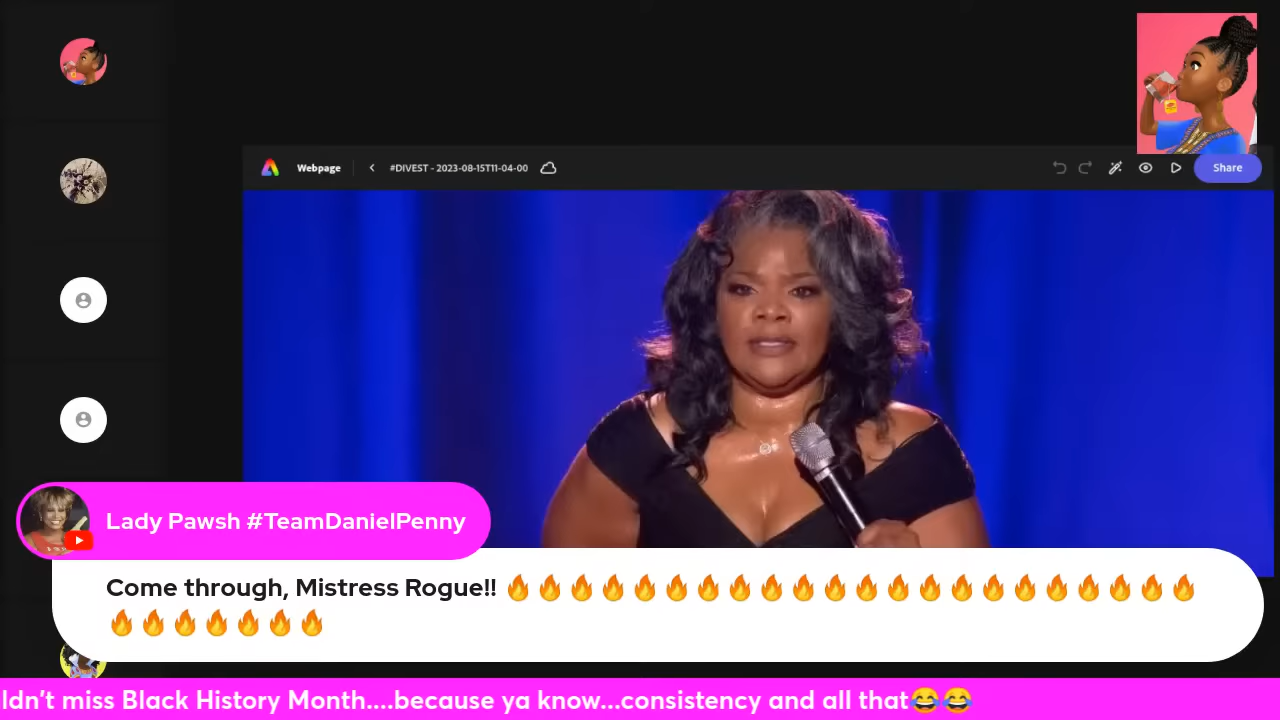 Webpage
#DIVEST - 2023-08-15T11-04-00
Share
Lady Pawsh #TeamDanielPenny
Come through, Mistress Rogue!! 🔥🔥🔥🔥🔥🔥🔥🔥🔥🔥🔥🔥🔥🔥🔥🔥🔥🔥🔥🔥🔥🔥
🔥🔥🔥🔥🔥🔥🔥
ldn't miss Black History Month....because ya know...consistency and all that😂😂